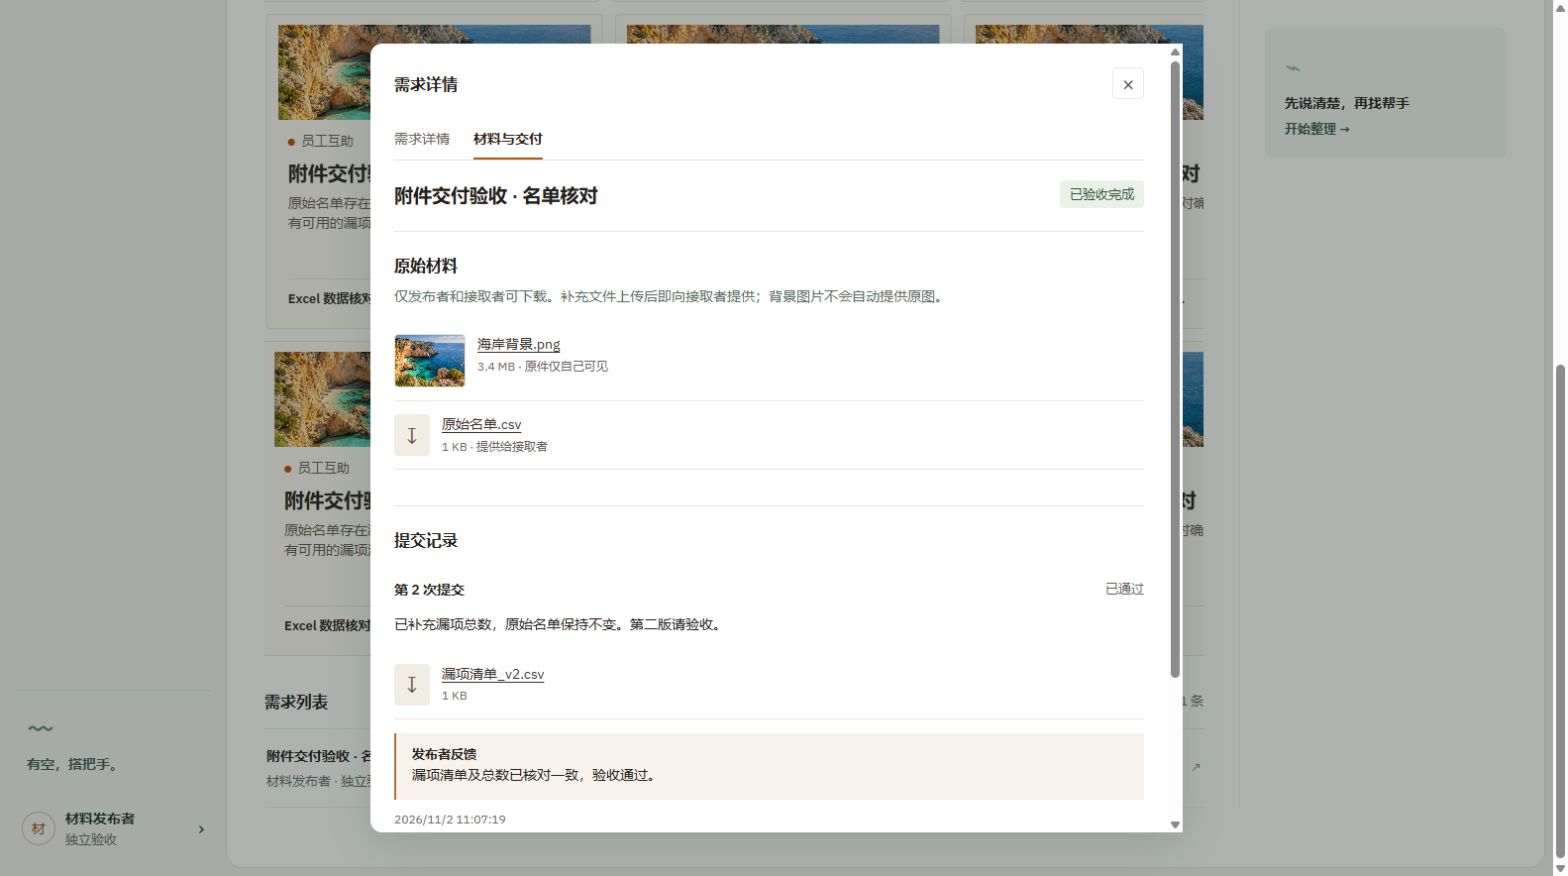 员工互助
附件交付验
原始名单存在
有可用的漏项
Excel 数据核对
员工互助
附件交付验
原始名单存在
有可用的漏项
Excel 数据核对
需求列表
附件交付验收 · 名
材料发布者 · 独立
有空，搭把手。
材
材料发布者
独立验收
需求详情
×
需求详情
材料与交付
附件交付验收 · 名单核对
已验收完成
原始材料
仅发布者和接取者可下载。补充文件上传后即向接取者提供；背景图片不会自动提供原图。
海岸背景.png
3.4 MB · 原件仅自己可见
原始名单.csv
1 KB · 提供给接取者
提交记录
第 2 次提交
已通过
已补充漏项总数，原始名单保持不变。第二版请验收。
漏项清单_v2.csv
1 KB
发布者反馈
漏项清单及总数已核对一致，验收通过。
2026/11/2 11:07:19
对
对确
对
对确
1 条
先说清楚，再找帮手
开始整理 →